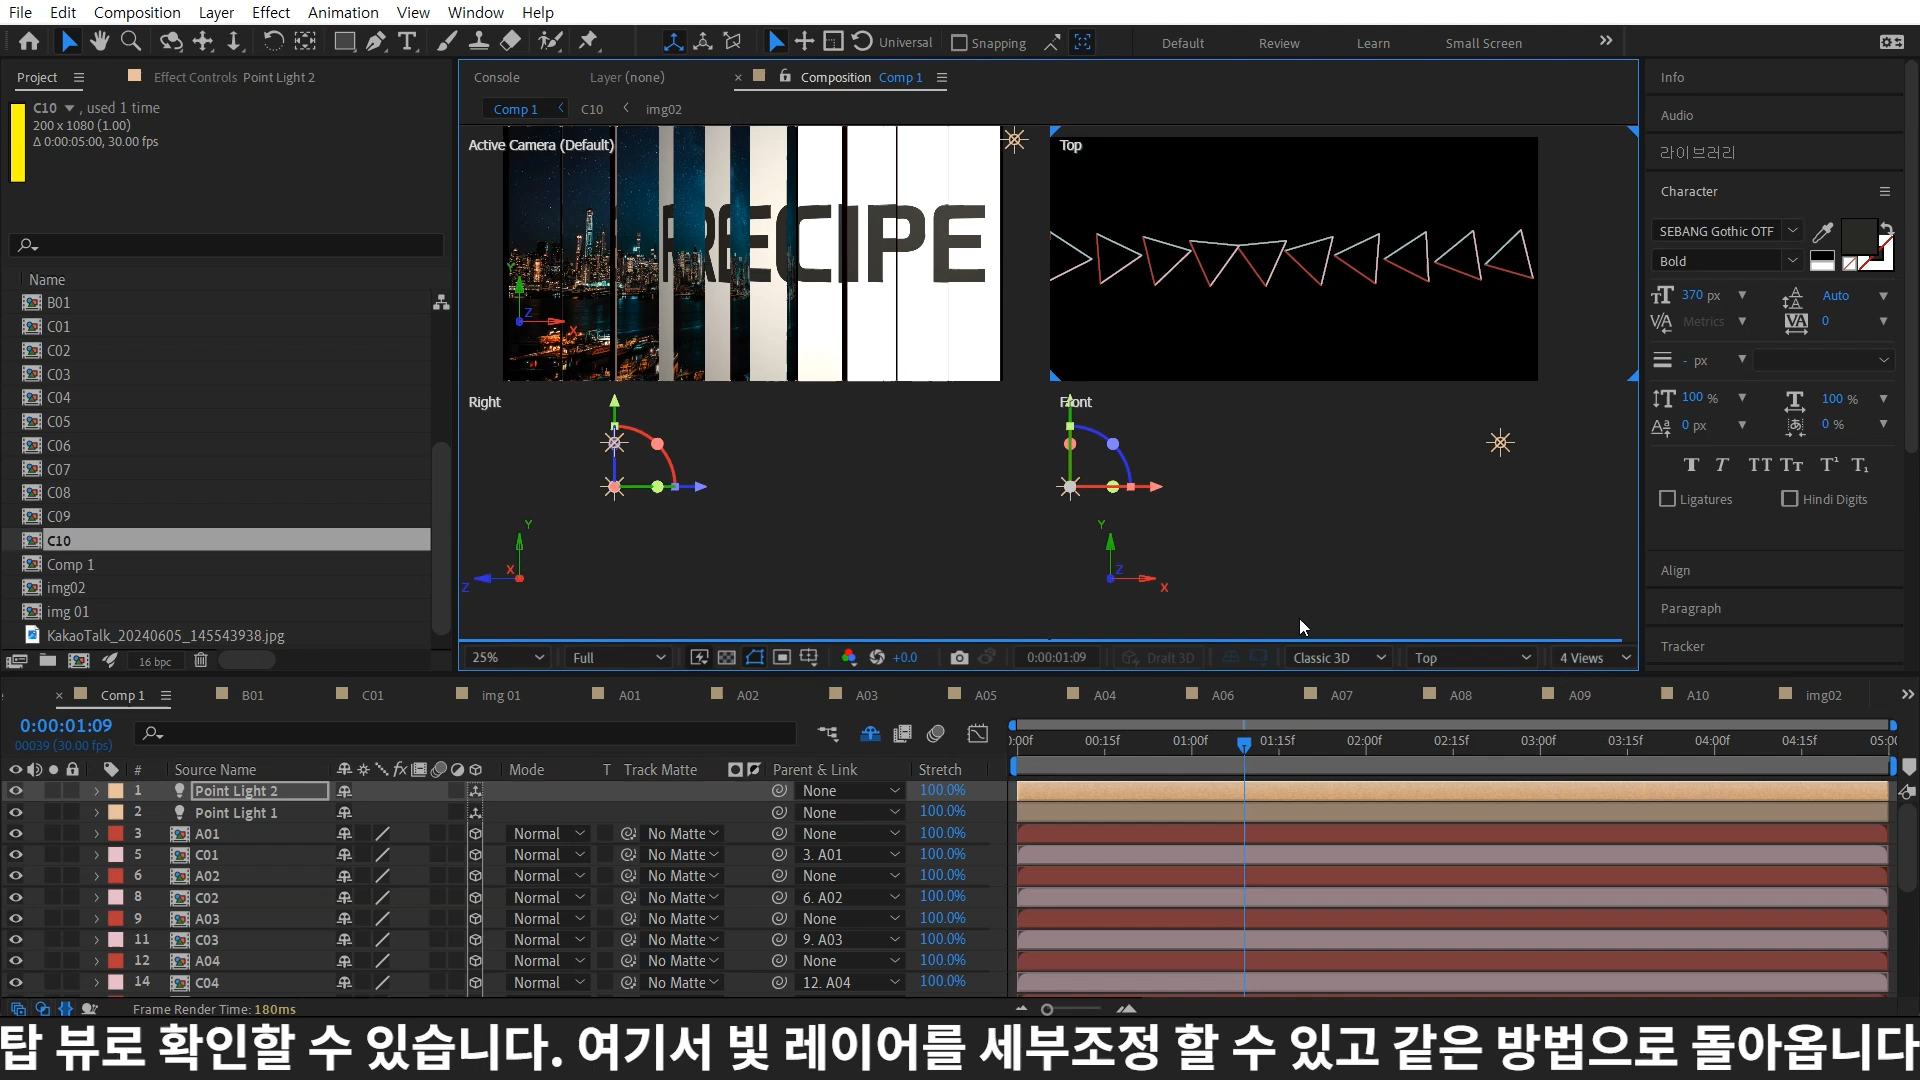 File Edit Composition Layer Effect Animation View Window Help
Universal Snapping Default Review Learn Small Screen
Project Effect Controls Point Light 2
C10 , used 1 time
200 x 1080 (1.00)
Δ 0:00:05:00, 30.00 fps
Name
B01
C01
C02
C03
C04
C05
C06
C07
C08
C09
C10
Comp 1
img02
img 01
KakaoTalk_20240605_145543938.jpg
16 bpc
Console Layer (none) Composition Comp 1
Comp 1 C10 img02
Active Camera (Default)
RECIPE
Y
Z
X
Top
Right
Y
X
Z
Front
Y
Z
X
25% Full +0.0 0:00:01:09 Draft 3D Classic 3D Top 4 Views
Info
Audio
라이브러리
Character
SEBANG Gothic OTF
Bold
370 px Auto
Metrics 0
- px
100 % 100 %
0 px 0 %
Ligatures Hindi Digits
Align
Paragraph
Tracker
Comp 1 B01 C01 img 01 A01 A02 A03 A05 A04 A06 A07 A08 A09 A10 img02
0:00:01:09
00039 (30.00 fps)
):00f 00:15f 01:00f 01:15f 02:00f 02:15f 03:00f 03:15f 04:00f 04:15f 05:00
# Source Name Mode T Track Matte Parent & Link Stretch
1 Point Light 2 None 100.0%
2 Point Light 1 None 100.0%
3 A01 Normal No Matte None 100.0%
5 C01 Normal No Matte 3. A01 100.0%
6 A02 Normal No Matte None 100.0%
8 C02 Normal No Matte 6. A02 100.0%
9 A03 Normal No Matte None 100.0%
11 C03 Normal No Matte 9. A03 100.0%
12 A04 Normal No Matte None 100.0%
14 C04 Normal No Matte 12. A04 100.0%
Frame Render Time: 180ms
탑 뷰로 확인할 수 있습니다. 여기서 빛 레이어를 세부조정 할 수 있고 같은 방법으로 돌아옵니다